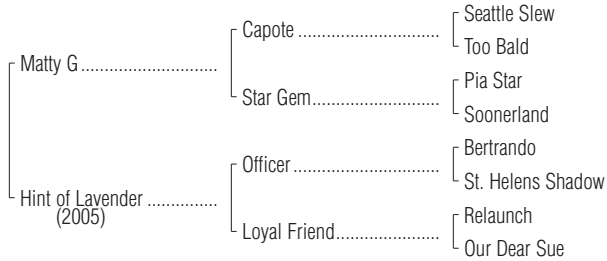 Seattle Slew
Capote ..................................
Too Bald
Matty G ................................
Pia Star
Star Gem ..............................
Soonerland
Bertrando
Officer ...................................
St. Helens Shadow
Hint of Lavender ................
(2005)
Relaunch
Loyal Friend ........................
Our Dear Sue